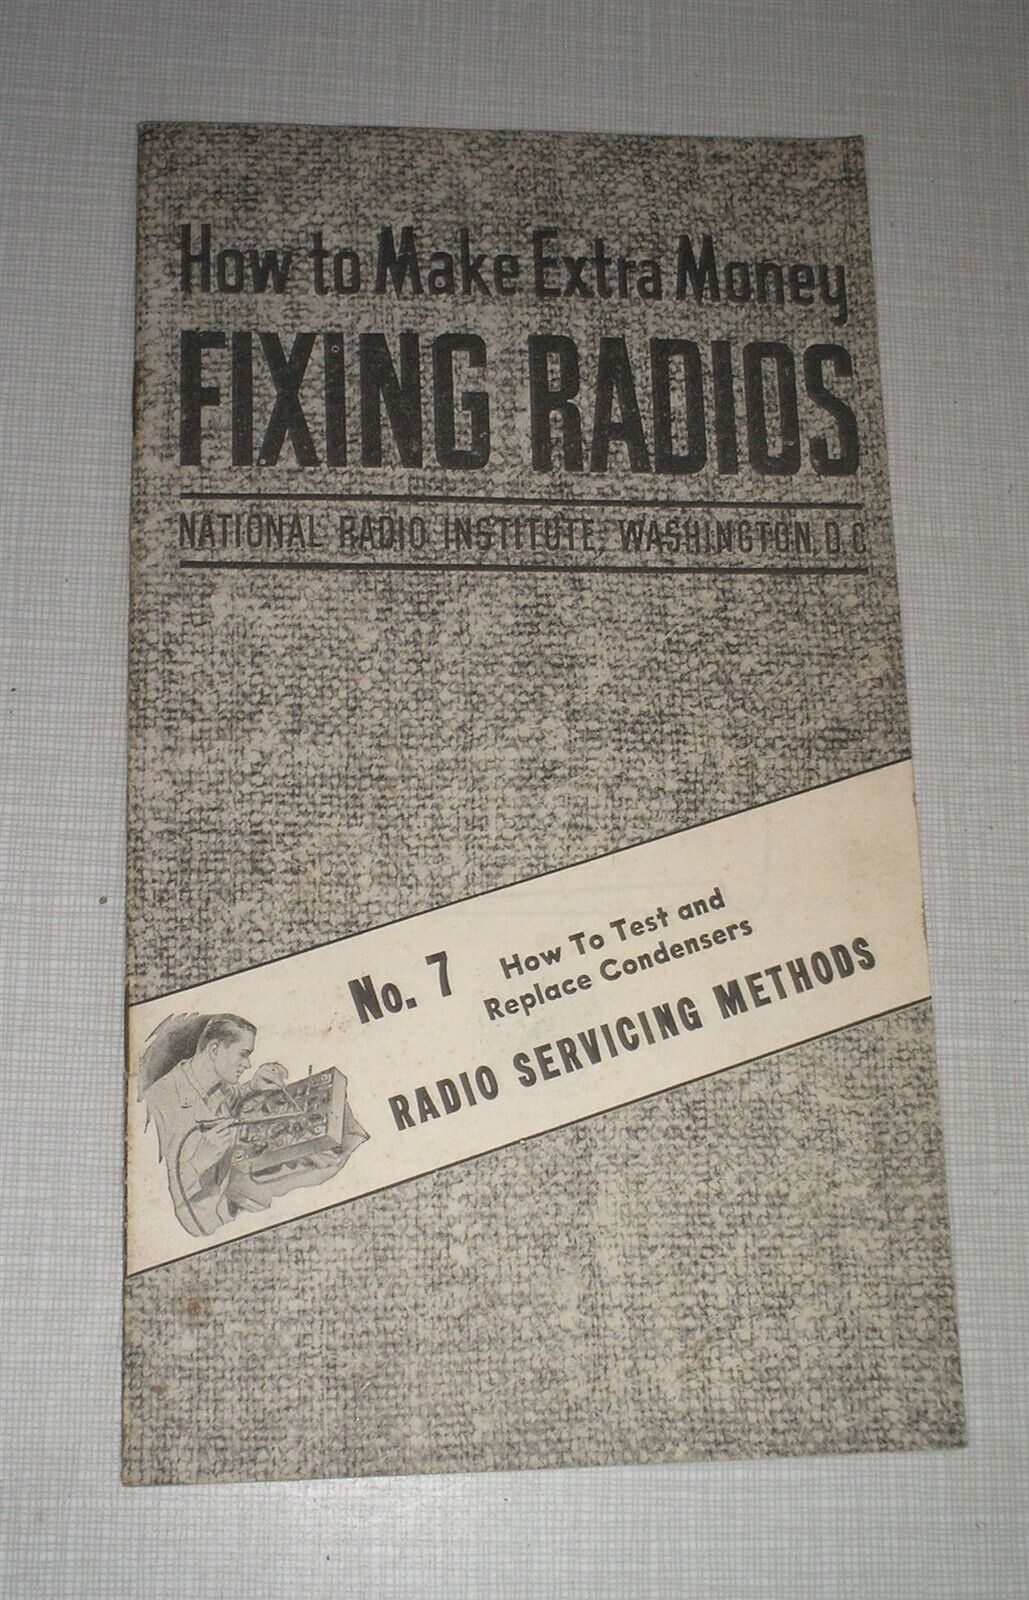 How to Make Extra Money
FIXING RADIOS
NATIONAL RADIO INSTITUTE, WASHINGTON, D.C.
No. 7
How To Test and
Replace Condensers
RADIO SERVICING METHODS